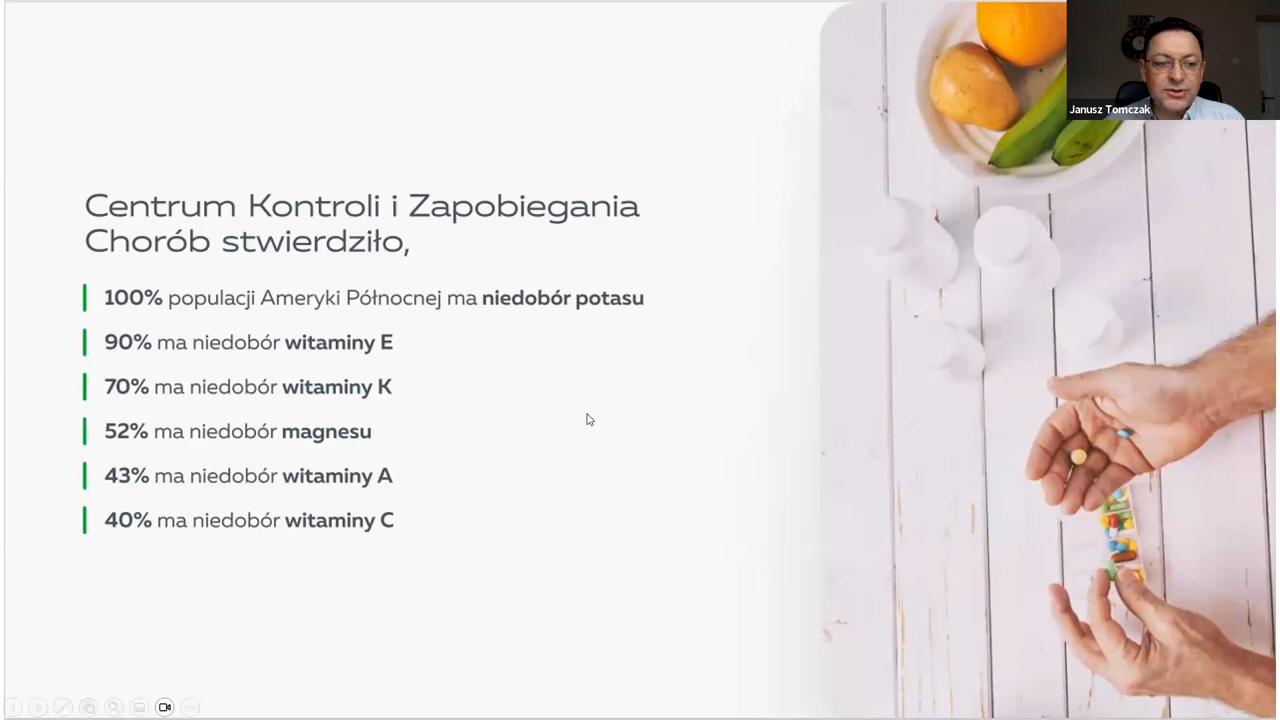 Janusz Tomczak
Centrum Kontroli i Zapobiegania
Chorób stwierdziło,
100% populacji Ameryki Północnej ma niedobór potasu
90% ma niedobór witaminy E
70% ma niedobór witaminy K
52% ma niedobór magnesu
43% ma niedobór witaminy A
40% ma niedobór witaminy C